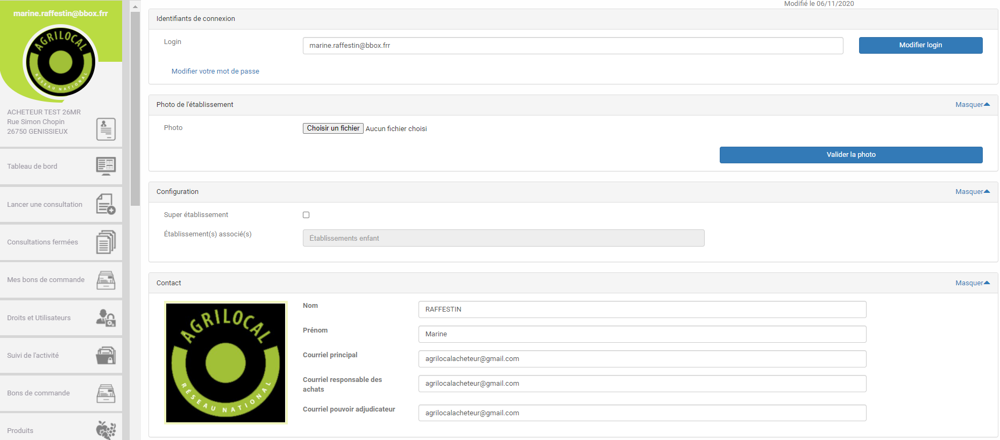 marine.raffestin@bbox.frr
AGRILOCAL
RÉSEAU NATIONAL
ACHETEUR TEST 26MR
Rue Simon Chopin
26750 GENISSIEUX
Tableau de bord
Lancer une consultation
Consultations fermées
Mes bons de commande
Droits et Utilisateurs
Suivi de l'activité
Bons de commande
Produits
Modifié le 06/11/2020
Identifiants de connexion
Login
marine.raffestin@bbox.frr
Modifier login
Modifier votre mot de passe
Photo de l'établissement
Masquer
Photo
Choisir un fichier Aucun fichier choisi
Valider la photo
Configuration
Masquer
Super établissement
Établissement(s) associé(s)
Établissements enfant
Contact
Masquer
AGRILOCAL
RÉSEAU NATIONAL
Nom
RAFFESTIN
Prénom
Marine
Courriel principal
agrilocalacheteur@gmail.com
Courriel responsable des
achats
agrilocalacheteur@gmail.com
Courriel pouvoir adjudicateur
agrilocalacheteur@gmail.com